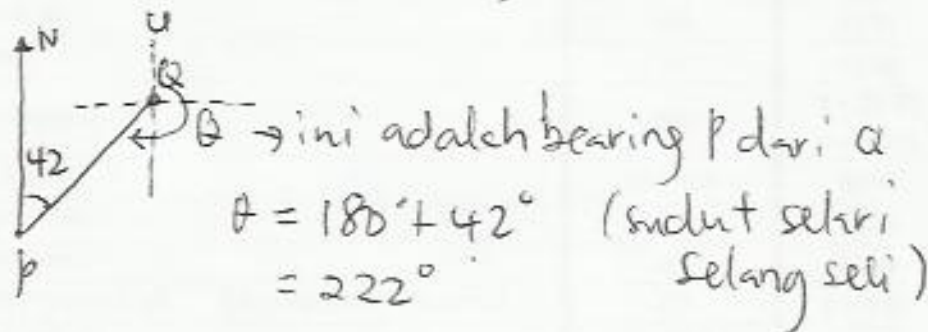 N
U
Q
42
P
θ → ini adalah bearing P dari Q
θ = 180° + 42° (sudut selari
= 222° selang seli)